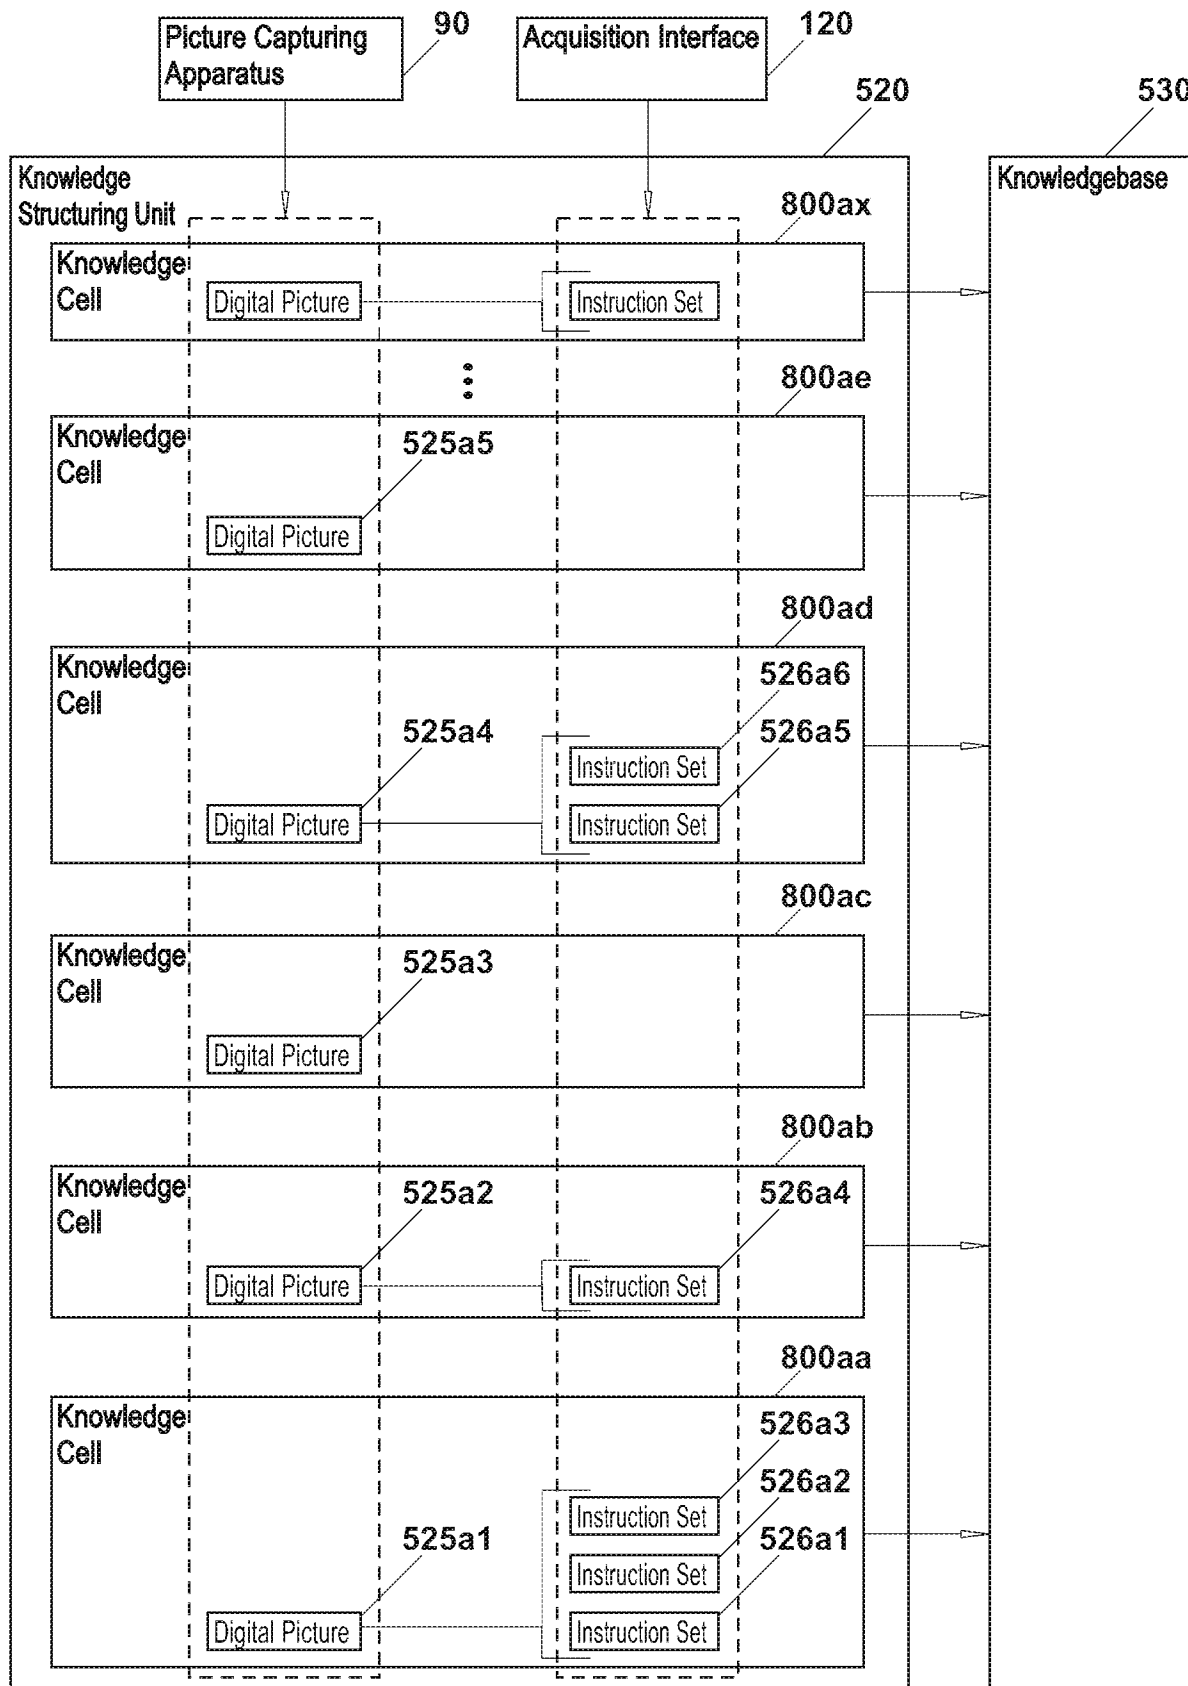 Picture Capturing
Apparatus
90
Acquisition Interface
120
520
530
Knowledge
Structuring Unit
Knowledgebase
800ax
Knowledge
Cell
Digital Picture
Instruction Set
800ae
Knowledge
Cell
525a5
Digital Picture
800ad
Knowledge
Cell
526a6
525a4
526a5
Instruction Set
Digital Picture
Instruction Set
800ac
Knowledge
Cell
525a3
Digital Picture
800ab
Knowledge
Cell
525a2
526a4
Digital Picture
Instruction Set
800aa
Knowledge
Cell
526a3
526a2
Instruction Set
525a1
526a1
Instruction Set
Digital Picture
Instruction Set